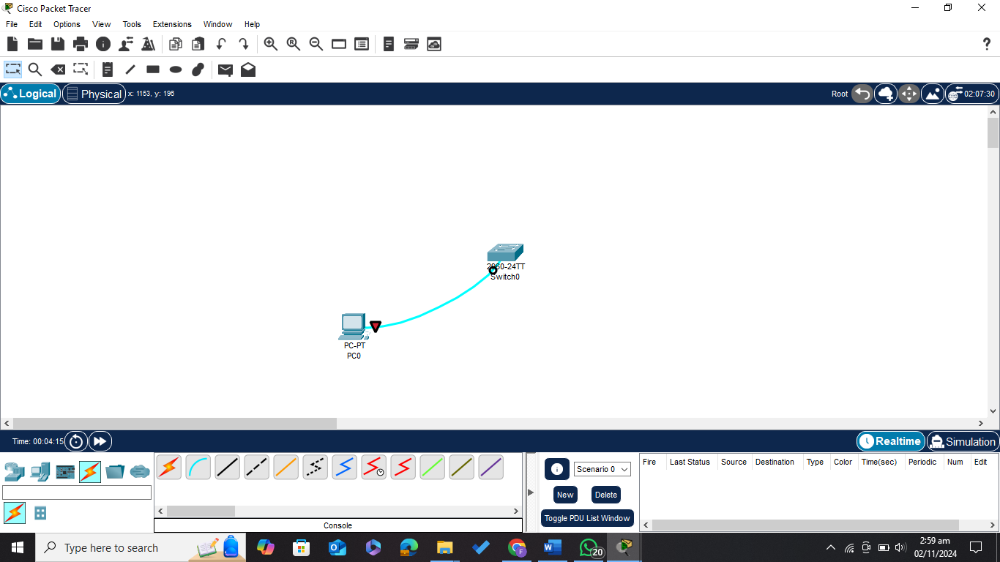 Cisco Packet Tracer
File Edit Options View Tools Extensions Window Help
Logical Physical x: 1153, y: 196 Root 02:07:30
2960-24TT
Switch0
PC-PT
PC0
Time: 00:04:15 Realtime Simulation
Scenario 0 Fire Last Status Source Destination Type Color Time(sec) Periodic Num Edit
New Delete
Toggle PDU List Window
Console
Type here to search 20 2:59 am
02/11/2024